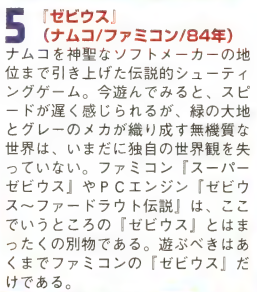 5 『ゼビウス』
(ナムコ/ファミコン/84年)
ナムコを神聖なソフトメーカーの地
位まで引き上げた伝説的シューティ
ングゲーム。今遊んでみると、スピ
ードが遅く感じられるが、緑の大地
とグレーのメカが織り成す無機質な
世界は、いまだに独自の世界観を失
っていない。ファミコン『スーパー
ゼビウス』やPCエンジン『ゼビウ
ス～ファードラウト伝説』は、ここ
でいうところの『ゼビウス』とはま
ったくの別物である。遊ぶべきはあ
くまでファミコンの『ゼビウス』だ
けである。